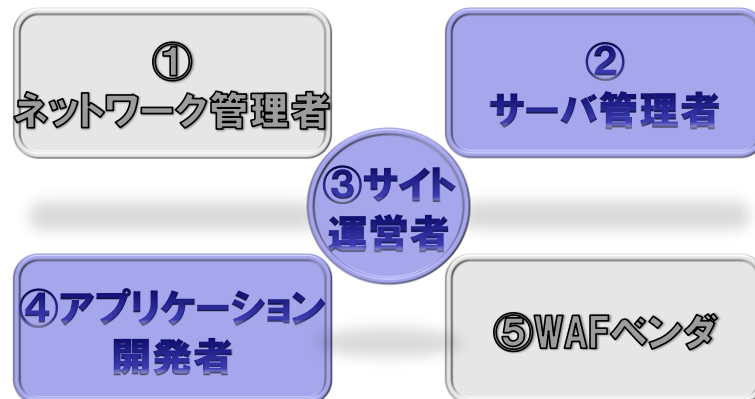 ①
ネットワーク管理者
②
サーバ管理者
③サイト
運営者
④アプリケーション
開発者
⑤WAFベンダ